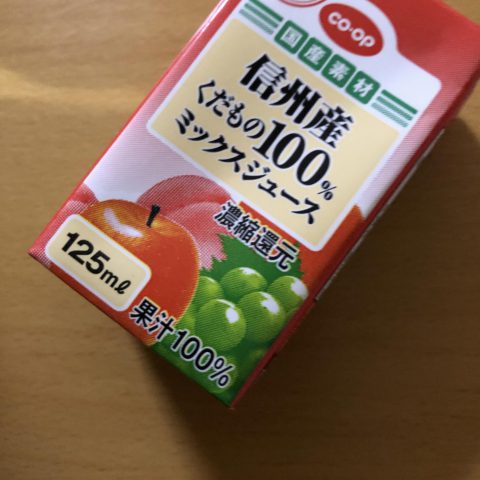 CO・OP
国産素材
信州産
くだもの100%
ミックスジュース
濃縮還元
125mℓ
果汁100%